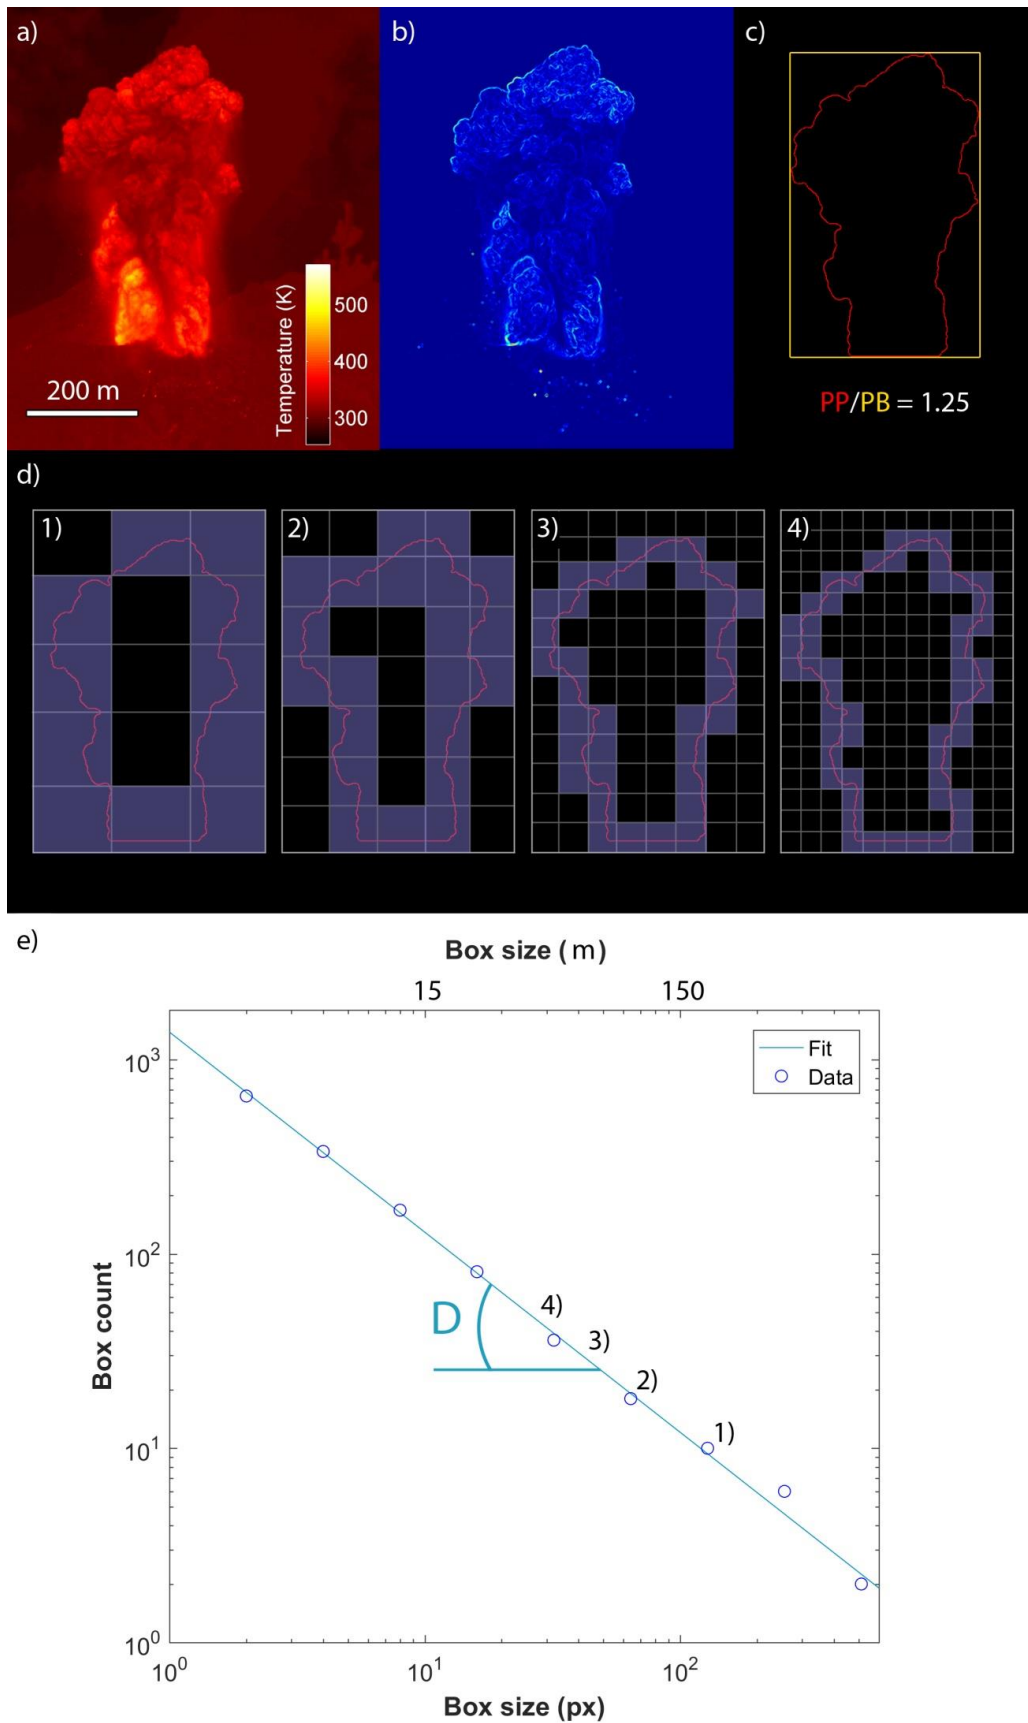 a)
b)
c)
Temperature (K)
500
400
300
200 m
PP/PB = 1.25
d)
1)
2)
3)
4)
e)
Box size (m)
15
150
10³
10²
10¹
10⁰
Box count
Fit
Data
D
4)
3)
2)
1)
10⁰
10¹
10²
Box size (px)